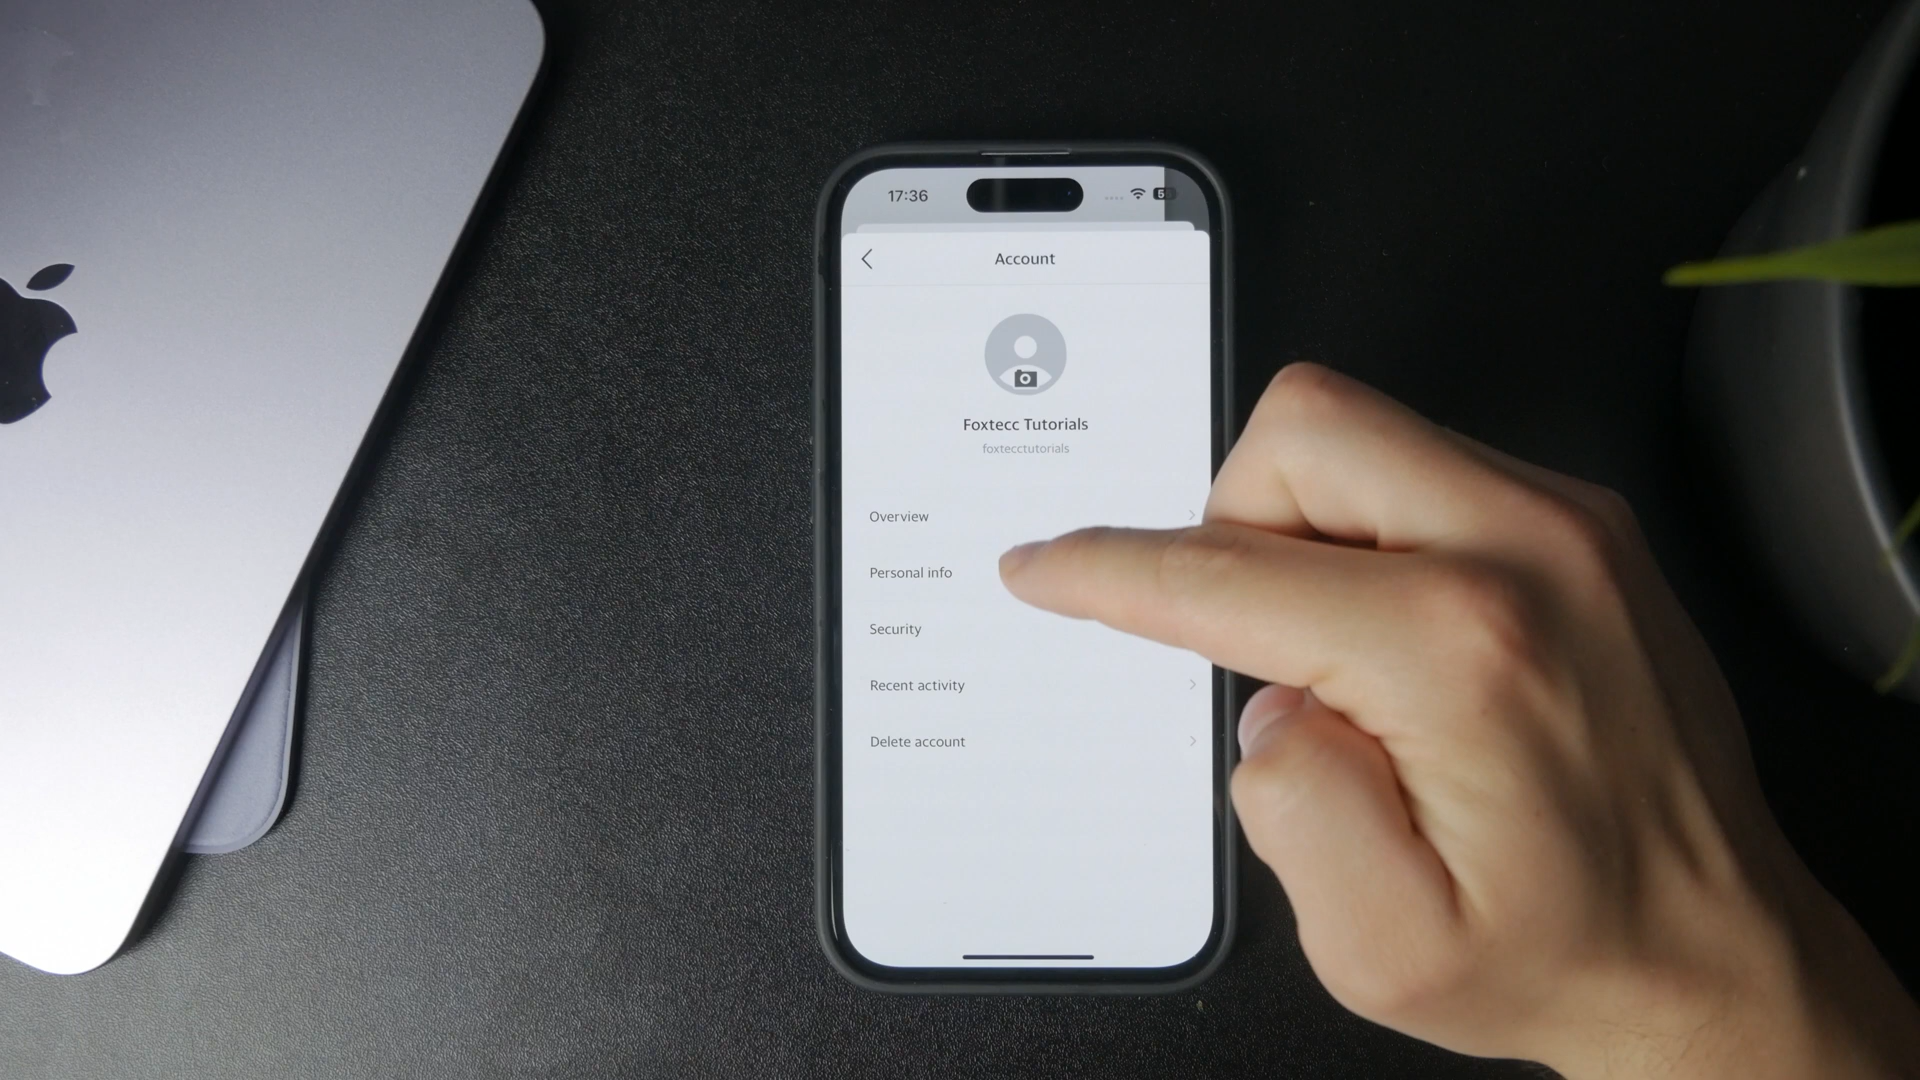 17:36
Account
Foxtecc Tutorials
foxtecctutorials
Overview
Personal info
Security
Recent activity
Delete account